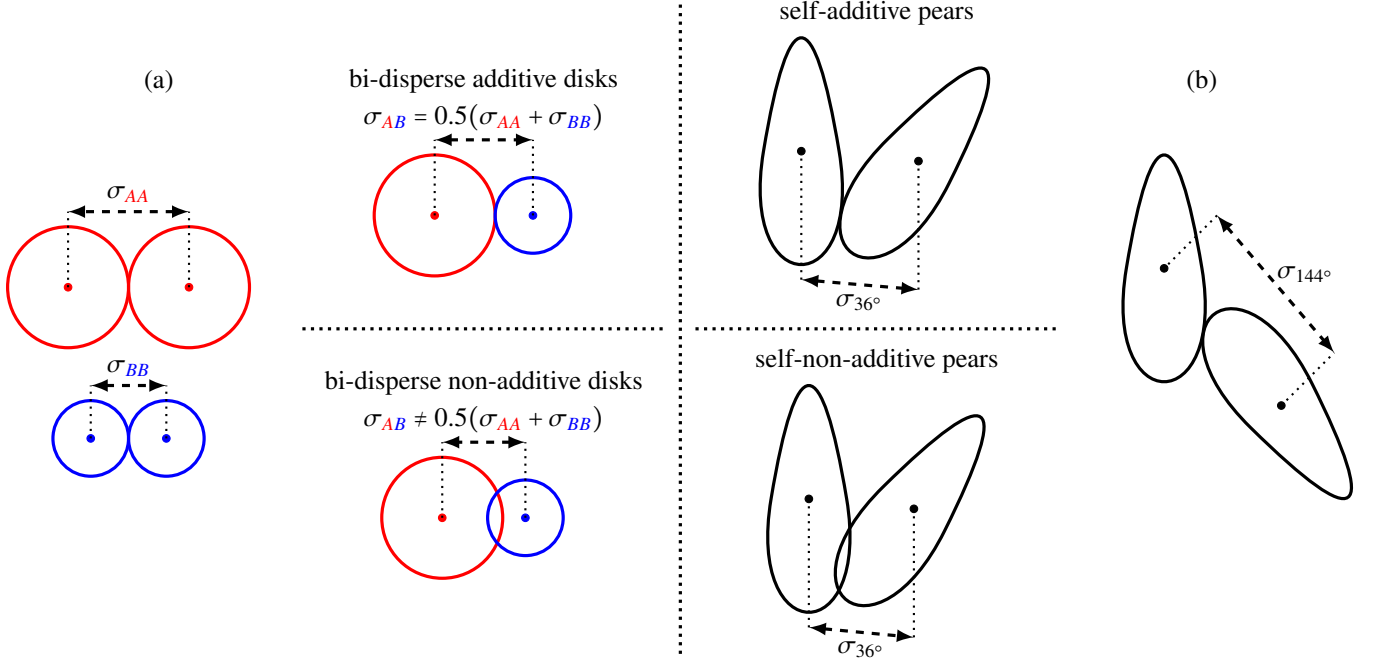 (a)
σAA
σBB
bi-disperse additive disks
σAB = 0.5(σAA + σBB)
bi-disperse non-additive disks
σAB ≠ 0.5(σAA + σBB)
self-additive pears
σ36°
self-non-additive pears
σ36°
(b)
σ144°